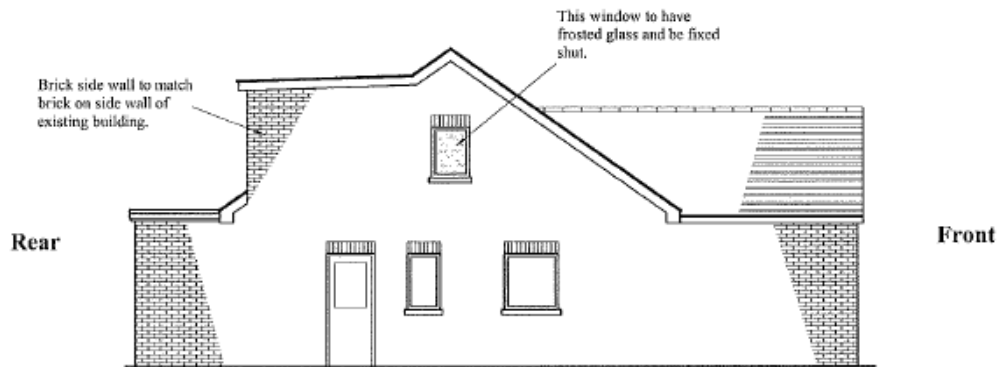 This window to have
frosted glass and be fixed
shut.
Brick side wall to match
brick on side wall of
existing building.
Rear
Front